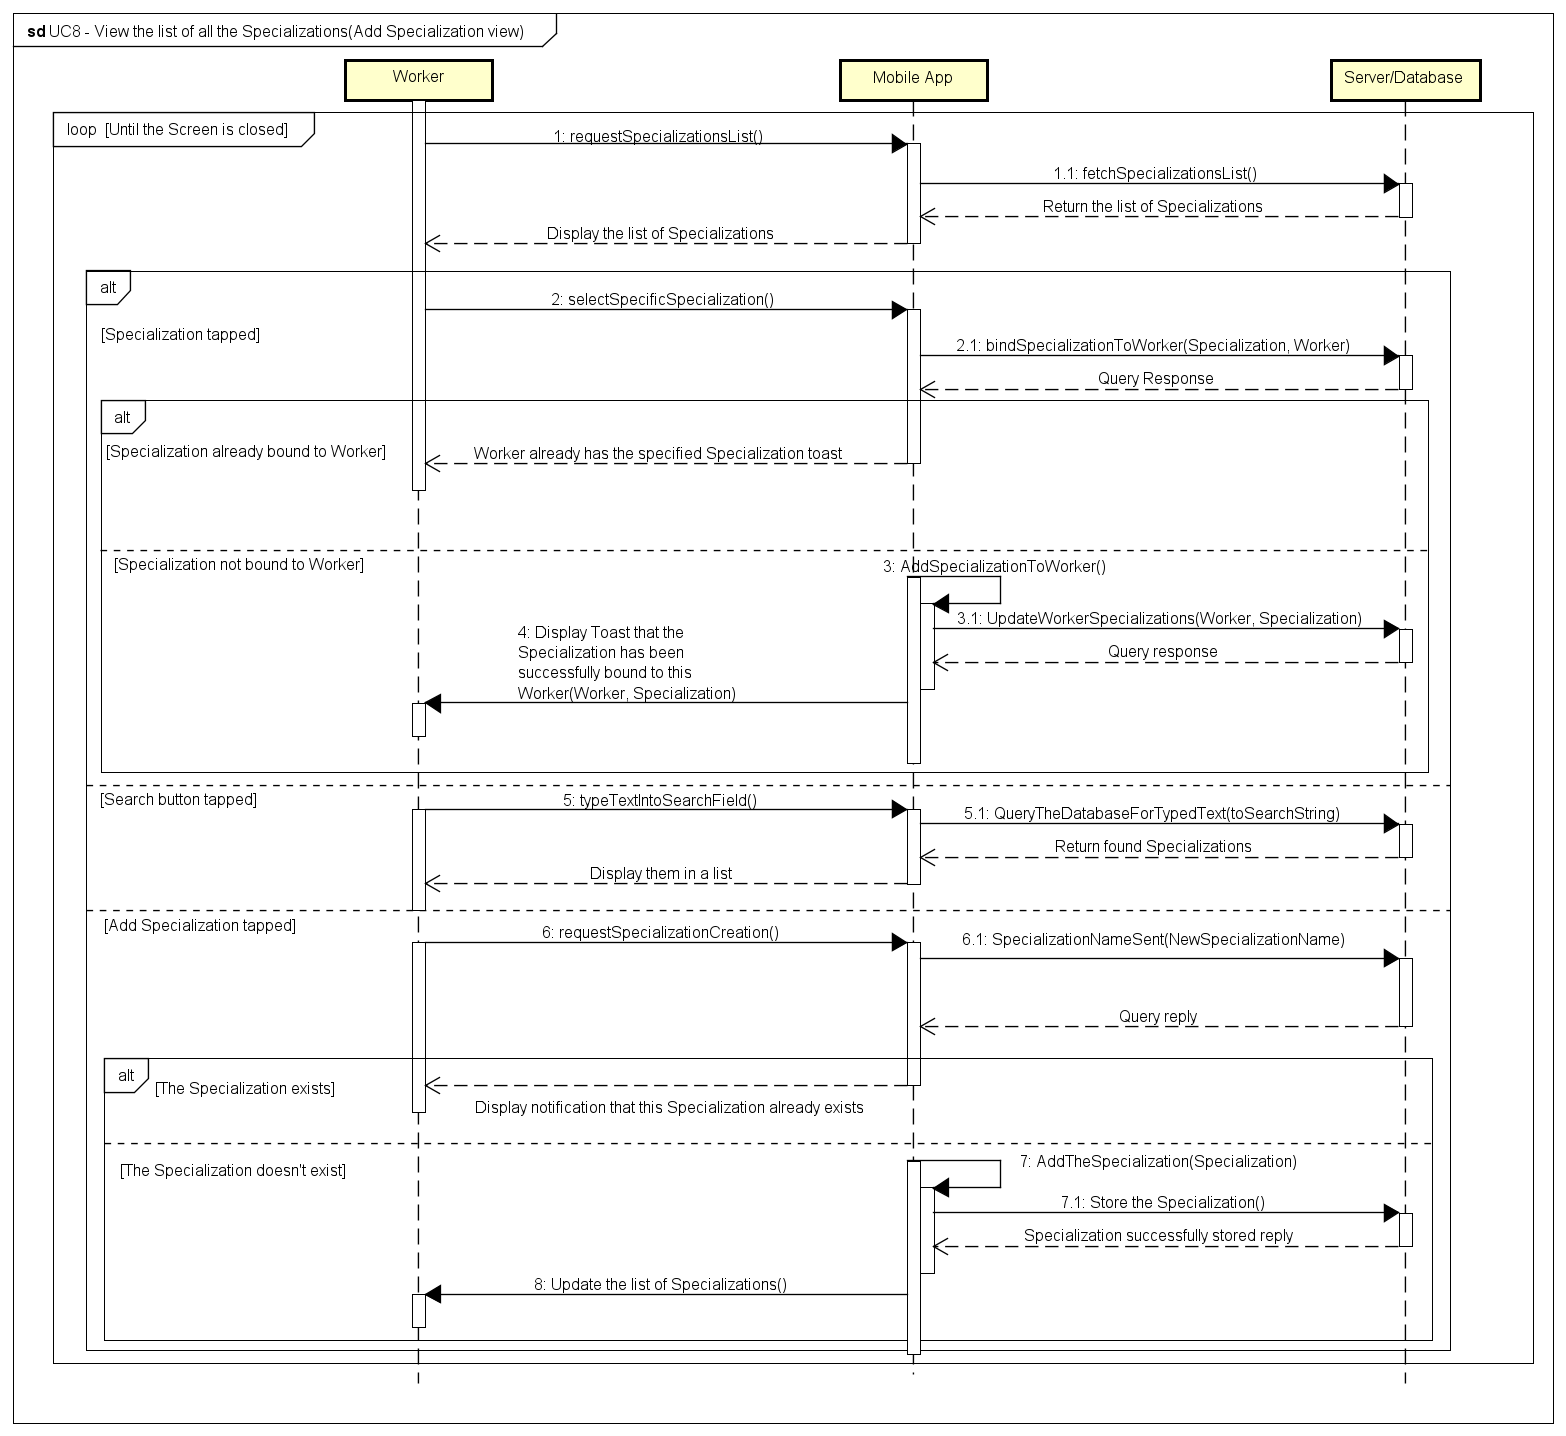 sd UC8 - View the list of all the Specializations(Add Specialization view)
Worker
Mobile App
Server/Database
loop [Until the Screen is closed]
1: requestSpecializationsList()
1.1: fetchSpecializationsList()
Return the list of Specializations
Display the list of Specializations
alt
2: selectSpecificSpecialization()
[Specialization tapped]
2.1: bindSpecializationToWorker(Specialization, Worker)
Query Response
alt
[Specialization already bound to Worker]
Worker already has the specified Specialization toast
[Specialization not bound to Worker]
3: AddSpecializationToWorker()
3.1: UpdateWorkerSpecializations(Worker, Specialization)
4: Display Toast that the
Specialization has been
successfully bound to this
Worker(Worker, Specialization)
Query response
[Search button tapped]
5: typeTextIntoSearchField()
5.1: QueryTheDatabaseForTypedText(toSearchString)
Return found Specializations
Display them in a list
[Add Specialization tapped]
6: requestSpecializationCreation()
6.1: SpecializationNameSent(NewSpecializationName)
Query reply
alt
[The Specialization exists]
Display notification that this Specialization already exists
[The Specialization doesn't exist]
7: AddTheSpecialization(Specialization)
7.1: Store the Specialization()
Specialization successfully stored reply
8: Update the list of Specializations()